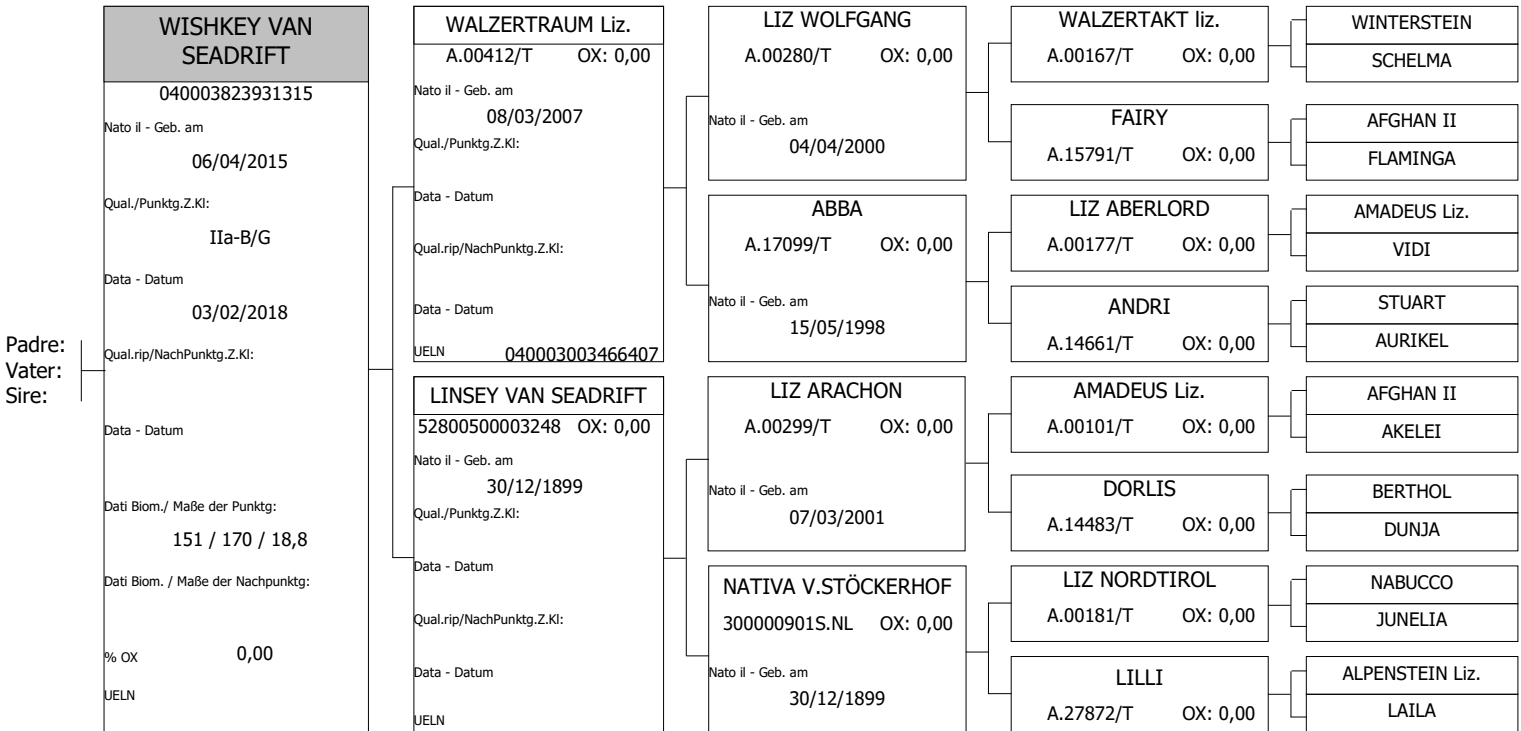 Padre:
Vater:
Sire:
WISHKEY VAN
SEADRIFT
040003823931315
Nato il - Geb. am
06/04/2015
Qual./Punktg.Z.Kl:
IIa-B/G
Data - Datum
03/02/2018
Qual.rip/NachPunktg.Z.Kl:
Data - Datum
Dati Biom./ Maße der Punktg:
151 / 170 / 18,8
Dati Biom. / Maße der Nachpunktg:
% OX 0,00
UELN
WALZERTRAUM Liz.
A.00412/T OX: 0,00
Nato il - Geb. am
08/03/2007
Qual./Punktg.Z.Kl:
Data - Datum
Qual.rip/NachPunktg.Z.Kl:
Data - Datum
UELN 040003003466407
LINSEY VAN SEADRIFT
52800500003248 OX: 0,00
Nato il - Geb. am
30/12/1899
Qual./Punktg.Z.Kl:
Data - Datum
Qual.rip/NachPunktg.Z.Kl:
Data - Datum
UELN
LIZ WOLFGANG
A.00280/T OX: 0,00
Nato il - Geb. am
04/04/2000
ABBA
A.17099/T OX: 0,00
Nato il - Geb. am
15/05/1998
LIZ ARACHON
A.00299/T OX: 0,00
Nato il - Geb. am
07/03/2001
NATIVA V.STÖCKERHOF
300000901S.NL OX: 0,00
Nato il - Geb. am
30/12/1899
WALZERTAKT liz.
A.00167/T OX: 0,00
FAIRY
A.15791/T OX: 0,00
LIZ ABERLORD
A.00177/T OX: 0,00
ANDRI
A.14661/T OX: 0,00
AMADEUS Liz.
A.00101/T OX: 0,00
DORLIS
A.14483/T OX: 0,00
LIZ NORDTIROL
A.00181/T OX: 0,00
LILLI
A.27872/T OX: 0,00
WINTERSTEIN
SCHELMA
AFGHAN II
FLAMINGA
AMADEUS Liz.
VIDI
STUART
AURIKEL
AFGHAN II
AKELEI
BERTHOL
DUNJA
NABUCCO
JUNELIA
ALPENSTEIN Liz.
LAILA